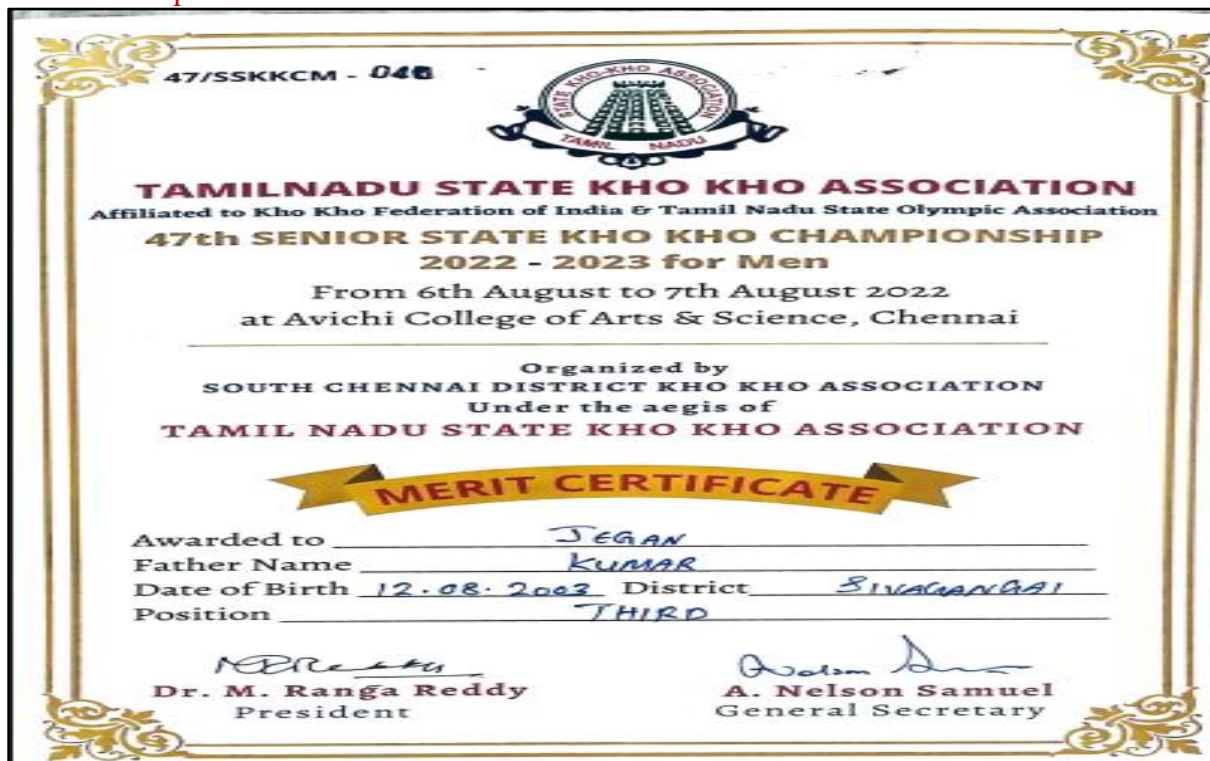 47/SSKKCM -
STATE KHO-KHO ASSOCIATION
TAMIL NADU
TAMILNADU STATE KHO KHO ASSOCIATION
Affiliated to Kho Kho Federation of India & Tamil Nadu State Olympic Association
47th SENIOR STATE KHO KHO CHAMPIONSHIP
2022 - 2023 for Men
From 6th August to 7th August 2022
at Avichi College of Arts & Science, Chennai
Organized by
SOUTH CHENNAI DISTRICT KHO KHO ASSOCIATION
Under the aegis of
TAMIL NADU STATE KHO KHO ASSOCIATION
MERIT CERTIFICATE
Awarded to JEGAN
Father Name KUMAR
Date of Birth 12.08.2003 District SIVAGANGAI
Position THIRD
Dr. M. Ranga Reddy A. Nelson Samuel
President General Secretary